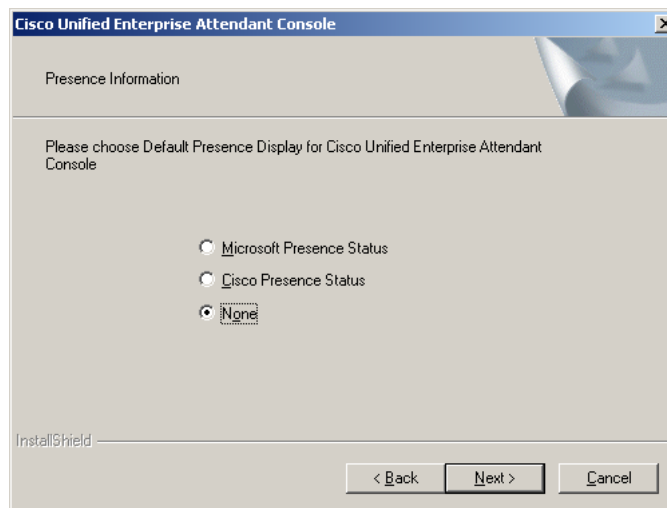 Cisco Unified Enterprise Attendant Console
Presence Information
Please choose Default Presence Display for Cisco Unified Enterprise Attendant
Console
Microsoft Presence Status
Cisco Presence Status
None
InstallShield
< Back Next > Cancel